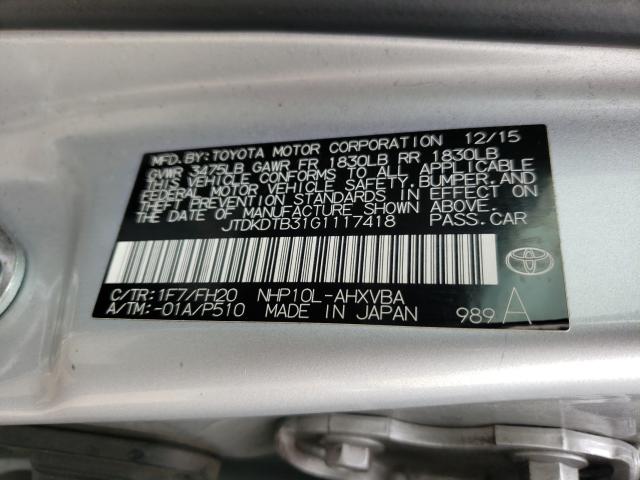 MFD. BY: TOYOTA MOTOR CORPORATION 12/15
GVWR 3475LB GAWR FR 1830LB RR 1830LB
THIS VEHICLE CONFORMS TO ALL APPLICABLE
FEDERAL MOTOR VEHICLE SAFETY, BUMPER, AND
THEFT PREVENTION STANDARDS IN EFFECT
ON THE DATE OF MANUFACTURE SHOWN ABOVE.
JTDKDTB31G1117418 PASS. CAR
C/TR: 1F7/FH20 NHP10L-AHXVBA
A/TM: -01A/P510 MADE IN JAPAN 989 A